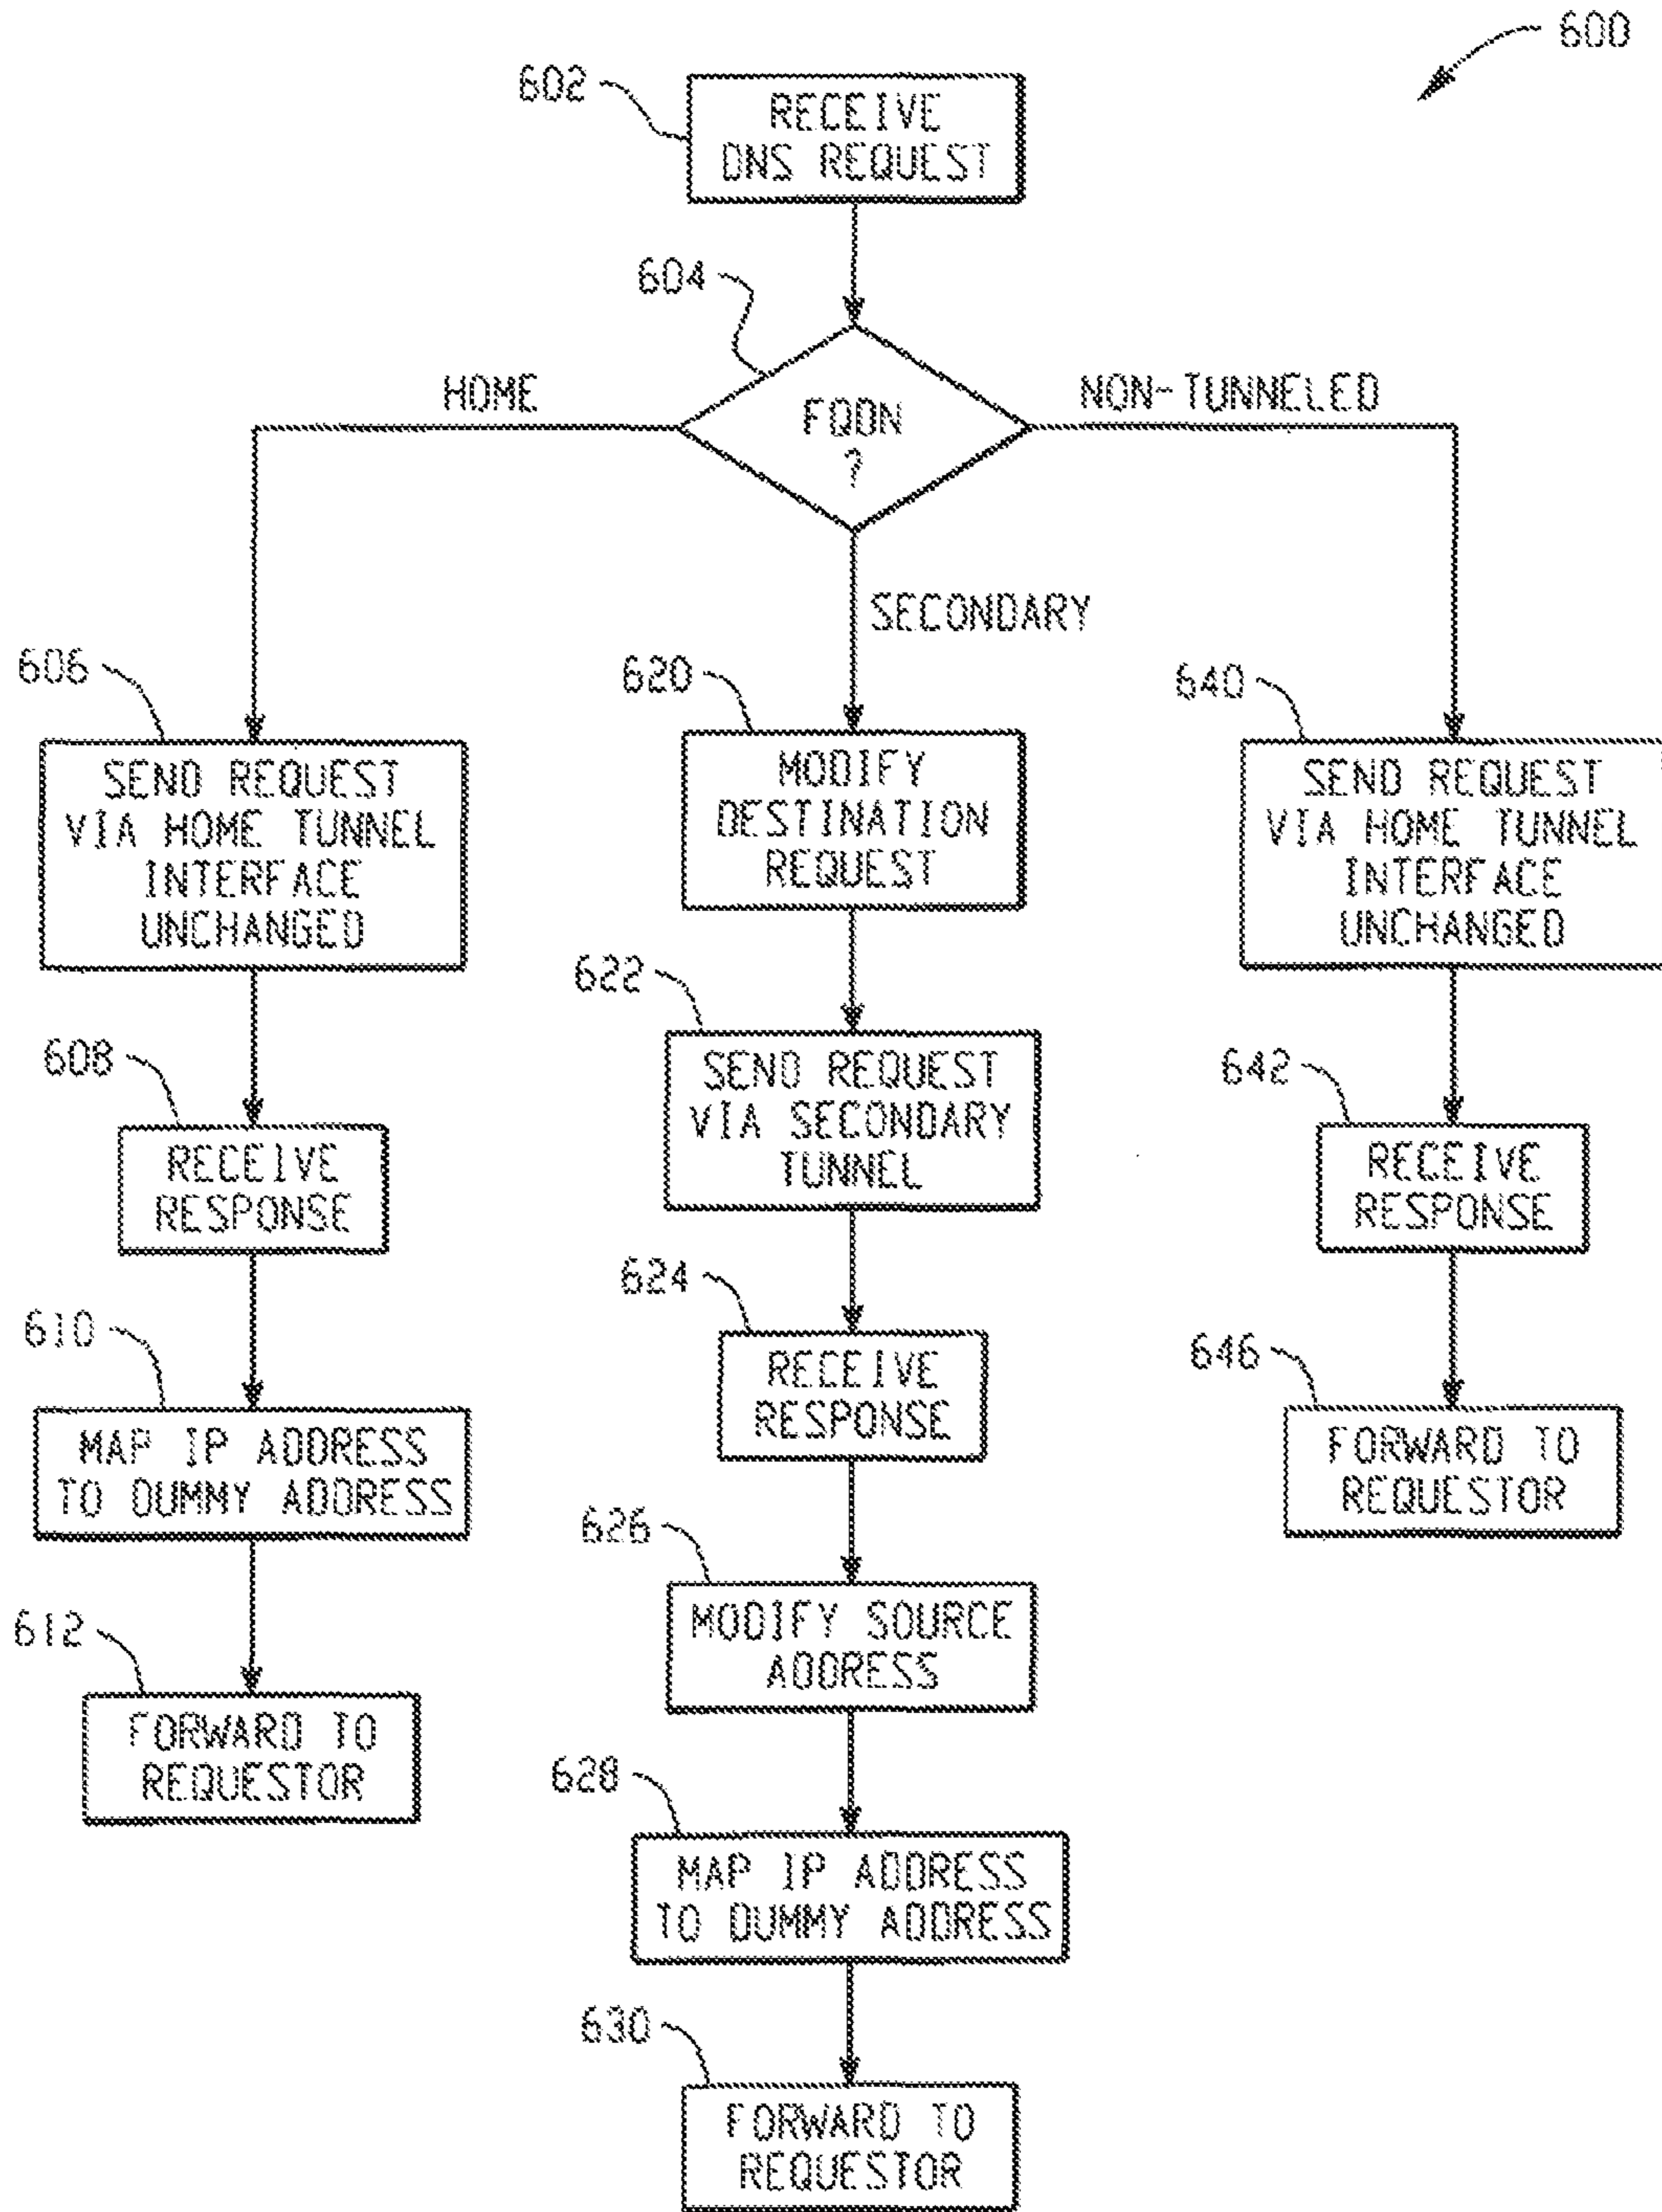 600
602
RECEIVE
DNS REQUEST
604
HOME
FQDN
?
NON-TUNNELED
SECONDARY
606
SEND REQUEST
VIA HOME TUNNEL
INTERFACE
UNCHANGED
608
RECEIVE
RESPONSE
610
MAP IP ADDRESS
TO DUMMY ADDRESS
612
FORWARD TO
REQUESTOR
620
MODIFY
DESTINATION
REQUEST
622
SEND REQUEST
VIA SECONDARY
TUNNEL
624
RECEIVE
RESPONSE
626
MODIFY SOURCE
ADDRESS
628
MAP IP ADDRESS
TO DUMMY ADDRESS
630
FORWARD TO
REQUESTOR
640
SEND REQUEST
VIA HOME TUNNEL
INTERFACE
UNCHANGED
642
RECEIVE
RESPONSE
646
FORWARD TO
REQUESTOR